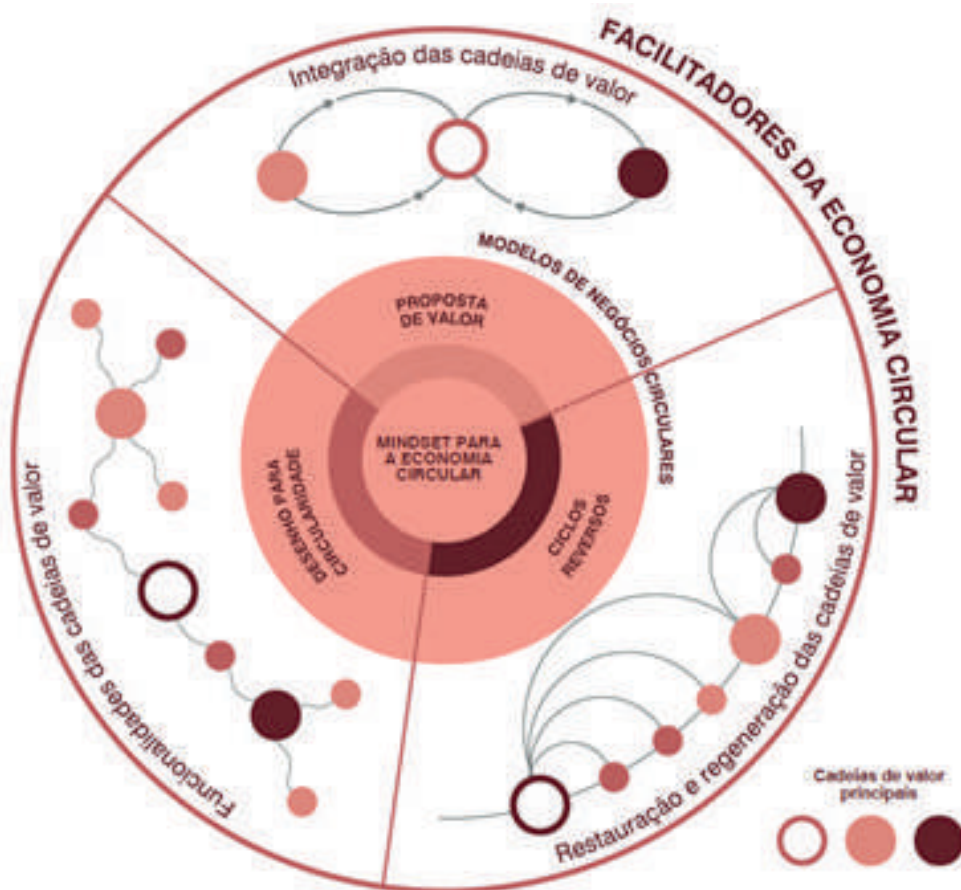 FACILITADORES DA ECONOMIA CIRCULAR
Integração das cadeias de valor
MODELOS DE NEGÓCIOS CIRCULARES
PROPOSTA
DE VALOR
MINDSET PARA
A ECONOMIA
CIRCULAR
DESENHO PARA
CIRCULARIDADE
CICLOS
REVERSOS
Funcionalidades das cadeias de valor
Restauração e regeneração das cadeias de valor
Cadeias de valor
principais